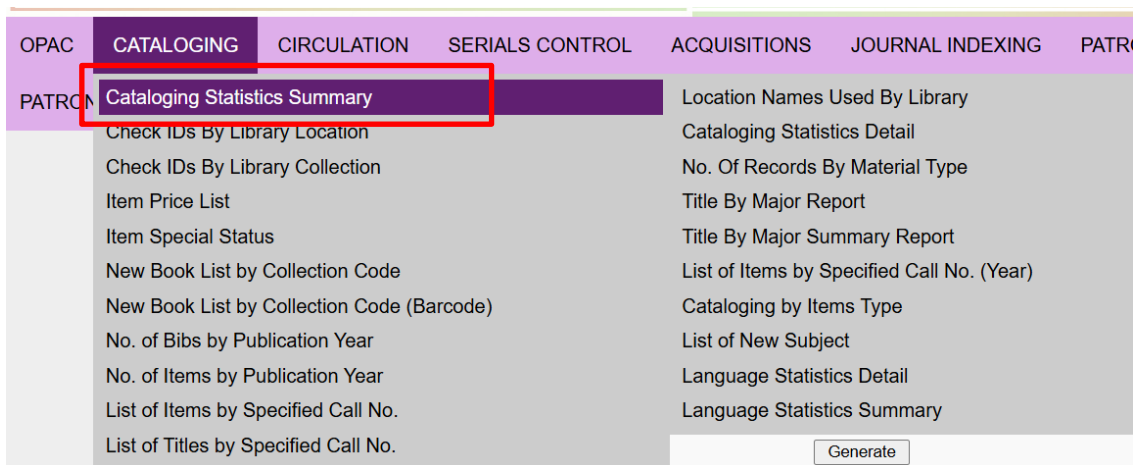 OPAC CATALOGING CIRCULATION SERIALS CONTROL ACQUISITIONS JOURNAL INDEXING
Cataloging Statistics Summary
Check IDs By Library Location
Check IDs By Library Collection
Item Price List
Item Special Status
New Book List by Collection Code
New Book List by Collection Code (Barcode)
No. of Bibs by Publication Year
No. of Items by Publication Year
List of Items by Specified Call No.
List of Titles by Specified Call No.
Location Names Used By Library
Cataloging Statistics Detail
No. Of Records By Material Type
Title By Major Report
Title By Major Summary Report
List of Items by Specified Call No. (Year)
Cataloging by Items Type
List of New Subject
Language Statistics Detail
Language Statistics Summary
Generate